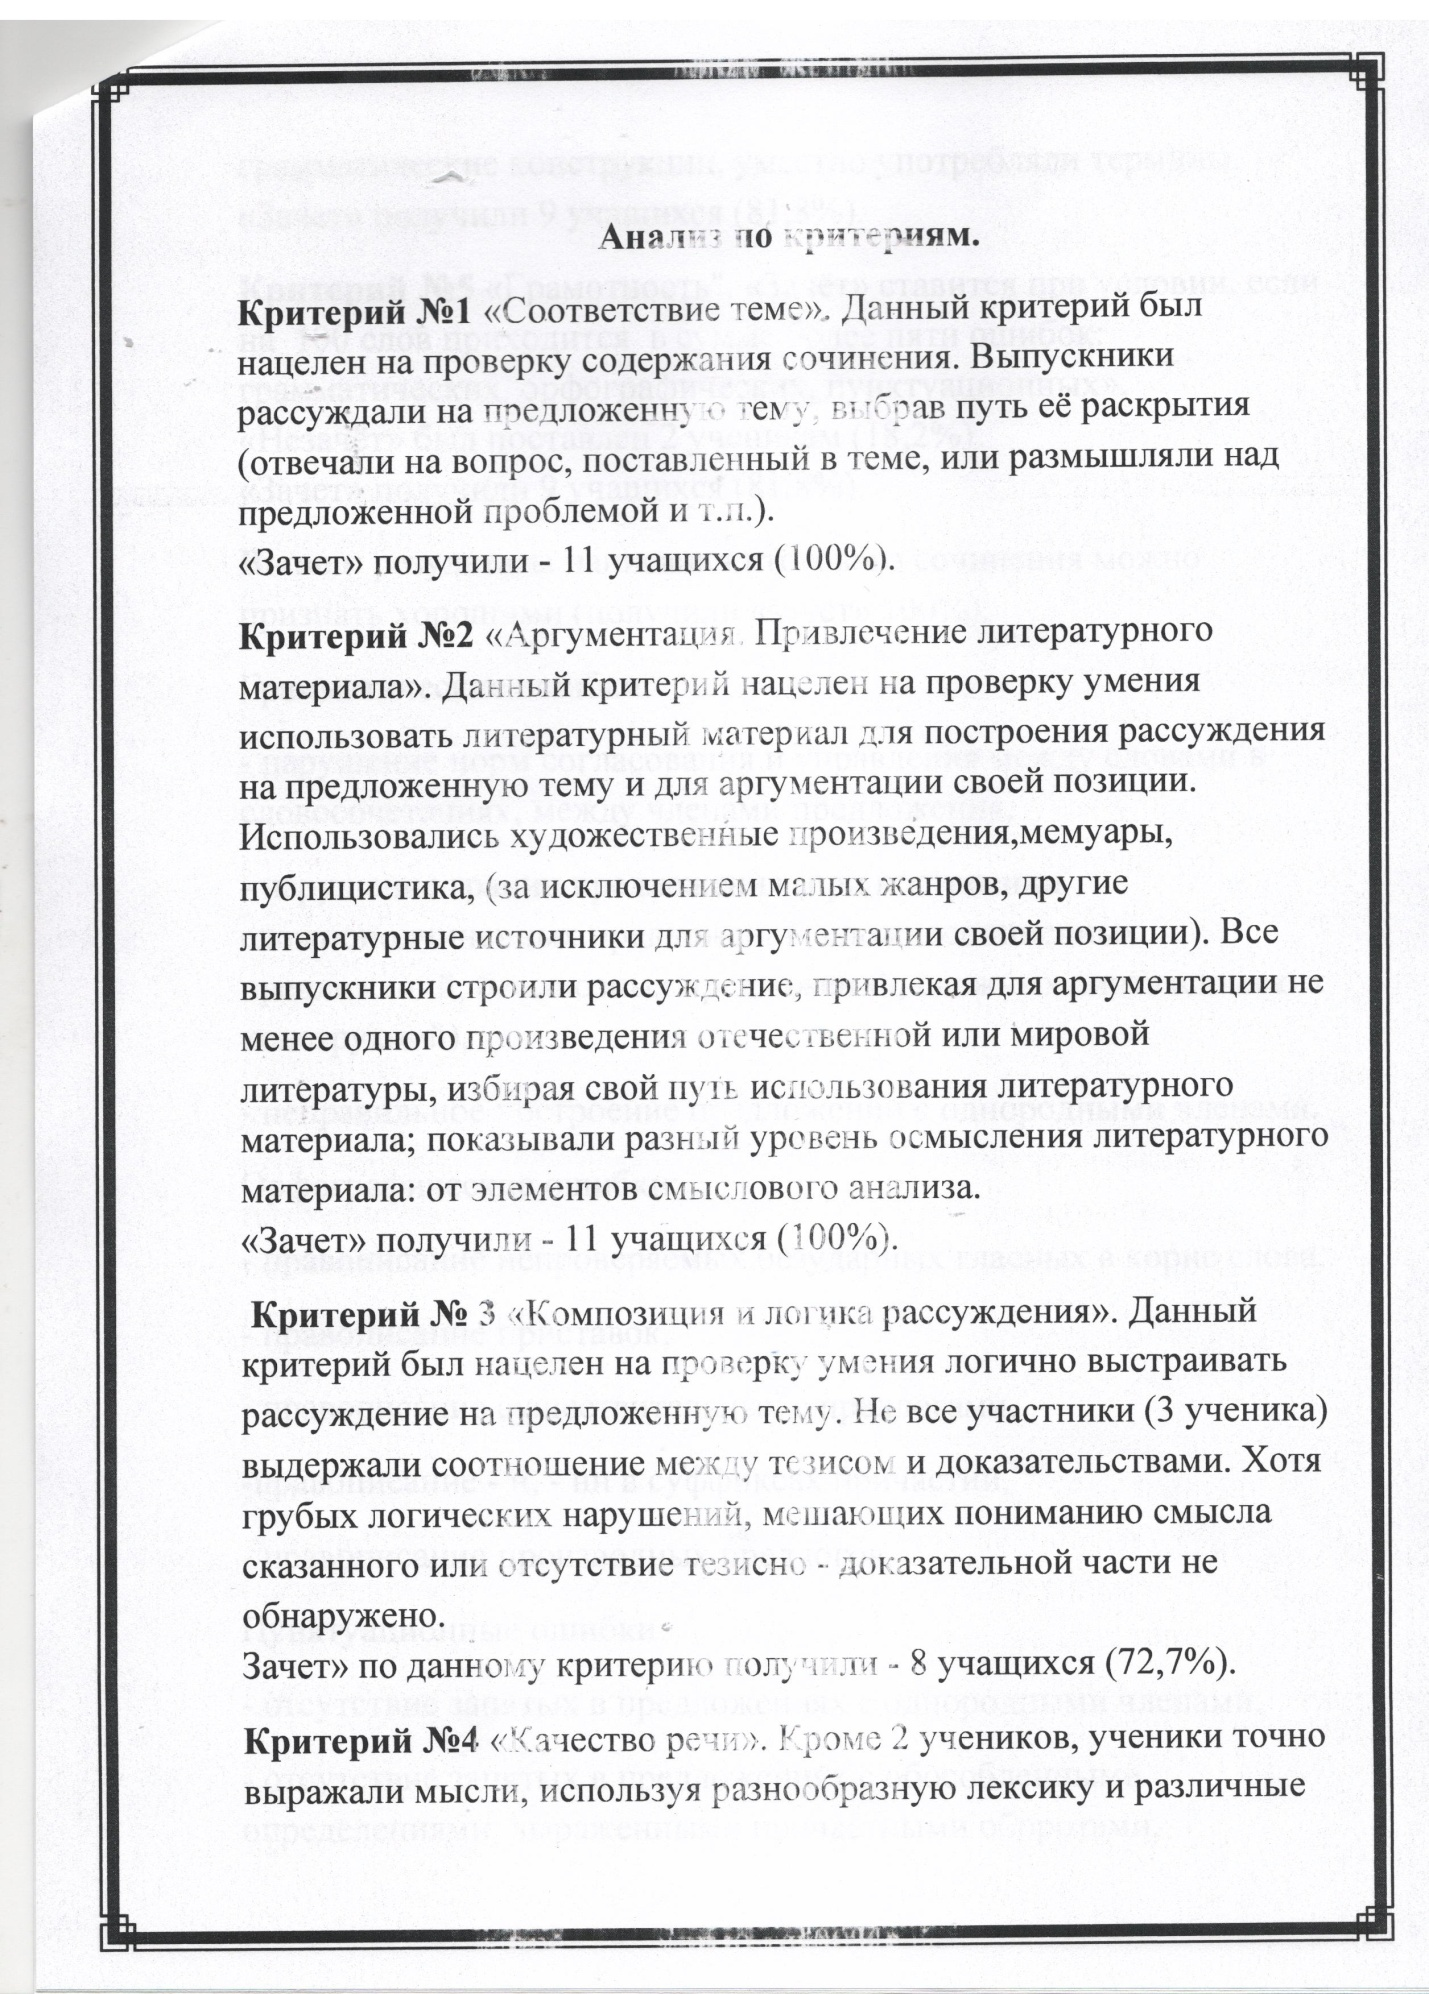 Анализ по критериям.
Критерий №1 «Соответствие теме». Данный критерий был
нацелен на проверку содержания сочинения. Выпускники
рассуждали на предложенную тему, выбрав путь её раскрытия
(отвечали на вопрос, поставленный в теме, или размышляли над
предложенной проблемой и т.п.).
«Зачет» получили - 11 учащихся (100%).
Критерий №2 «Аргументация. Привлечение литературного
материала». Данный критерий нацелен на проверку умения
использовать литературный материал для построения рассуждения
на предложенную тему и для аргументации своей позиции.
Использовались художественные произведения,мемуары,
публицистика, (за исключением малых жанров, другие
литературные источники для аргументации своей позиции). Все
выпускники строили рассуждение, привлекая для аргументации не
менее одного произведения отечественной или мировой
литературы, избирая свой путь использования литературного
материала; показывали разный уровень осмысления литературного
материала: от элементов смыслового анализа.
«Зачет» получили - 11 учащихся (100%).
Критерий № 3 «Композиция и логика рассуждения». Данный
критерий был нацелен на проверку умения логично выстраивать
рассуждение на предложенную тему. Не все участники (3 ученика)
выдержали соотношение между тезисом и доказательствами. Хотя
грубых логических нарушений, мешающих пониманию смысла
сказанного или отсутствие тезисно - доказательной части не
обнаружено.
Зачет» по данному критерию получили - 8 учащихся (72,7%).
Критерий №4 «Качество речи». Кроме 2 учеников, ученики точно
выражали мысли, используя разнообразную лексику и различные